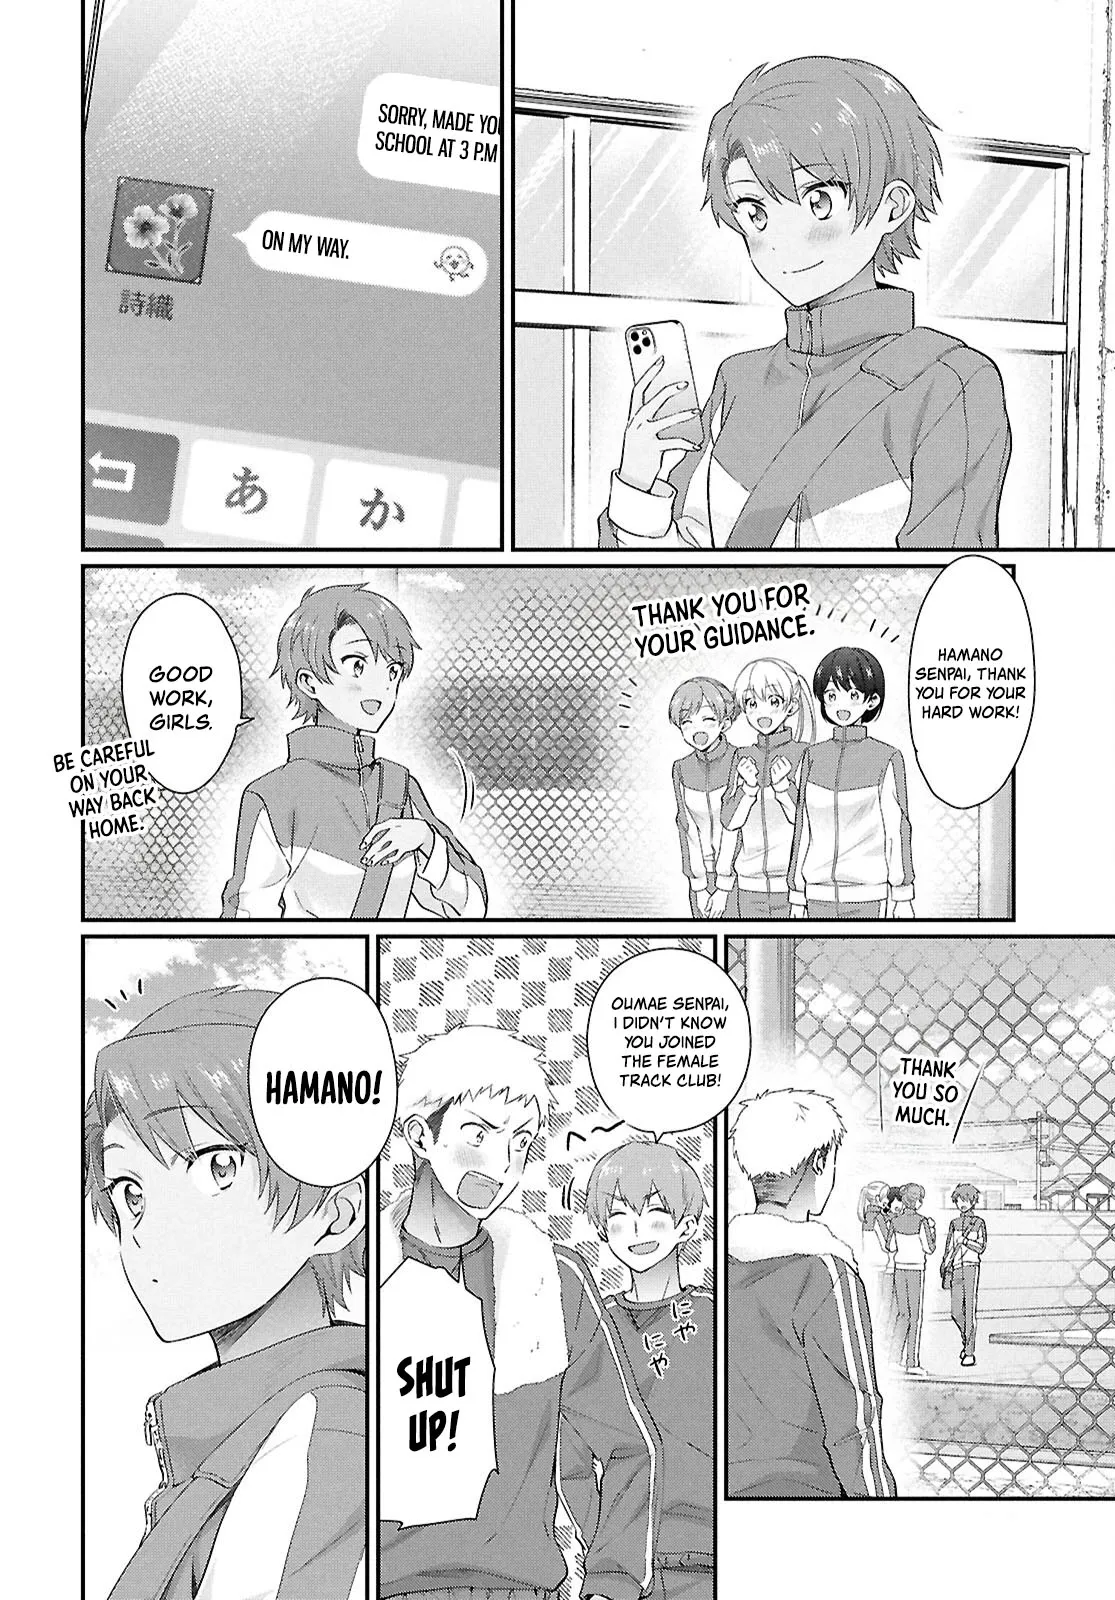 SORRY, MADE YOU
SCHOOL AT 3 P.M
ON MY WAY.
詩織
あ
か
HAMANO
SENPAI, THANK
YOU FOR YOUR
HARD WORK!
THANK YOU FOR
YOUR GUIDANCE.
GOOD
WORK,
GIRLS.
BE CAREFUL
ON YOUR
WAY BACK
HOME.
THANK
YOU SO
MUCH.
OUMAE SENPAI,
I DIDN'T KNOW
YOU JOINED
THE FEMALE
TRACK CLUB!
へ〜
にや
にや
SHUT
UP!
HAMANO!